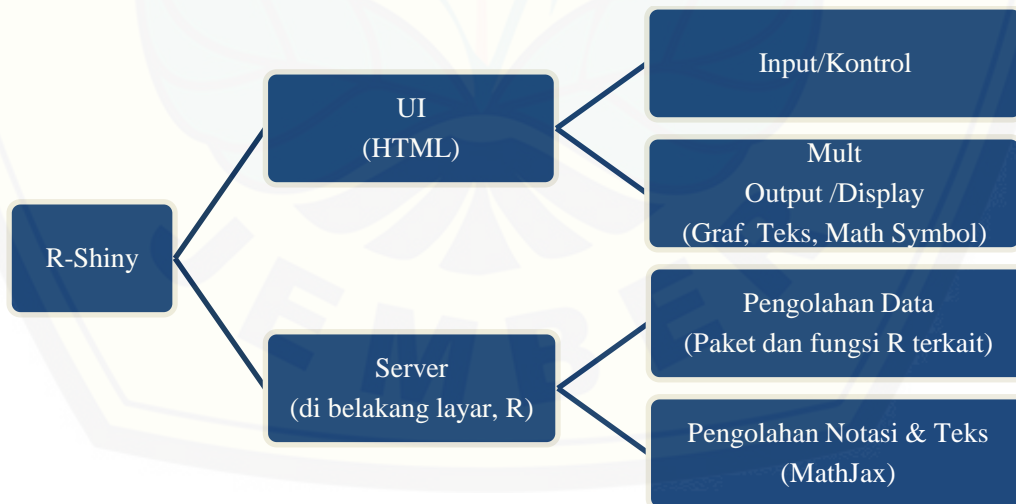 R-Shiny
UI
(HTML)
Input/Kontrol
Mult
Output /Display
(Graf, Teks, Math Symbol)
Server
(di belakang layar, R)
Pengolahan Data
(Paket dan fungsi R terkait)
Pengolahan Notasi & Teks
(MathJax)
JEMBER